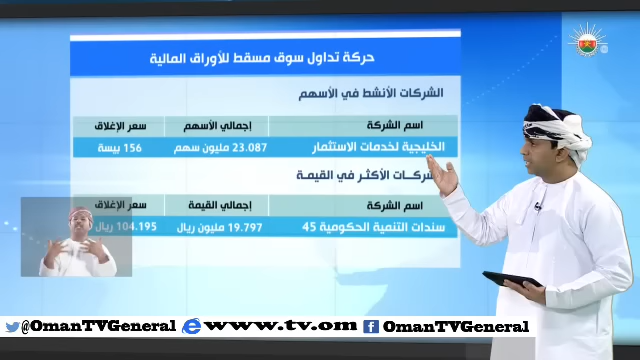 حركة تداول سوق مسقط للأوراق المالية
الشركات الأنشط في الأسهم
اسم الشركة إجمالي الأسهم سعر الإغلاق
الخليجية لخدمات الاستثمار 23.087 مليون سهم 156 بيسة
شركات الأكثر في القيمة
اسم الشركة إجمالي القيمة سعر الإغلاق
سندات التنمية الحكومية 45 19.797 مليون ريال 104.195 ريال
@OmanTVGeneral www.tv.om OmanTVGeneral